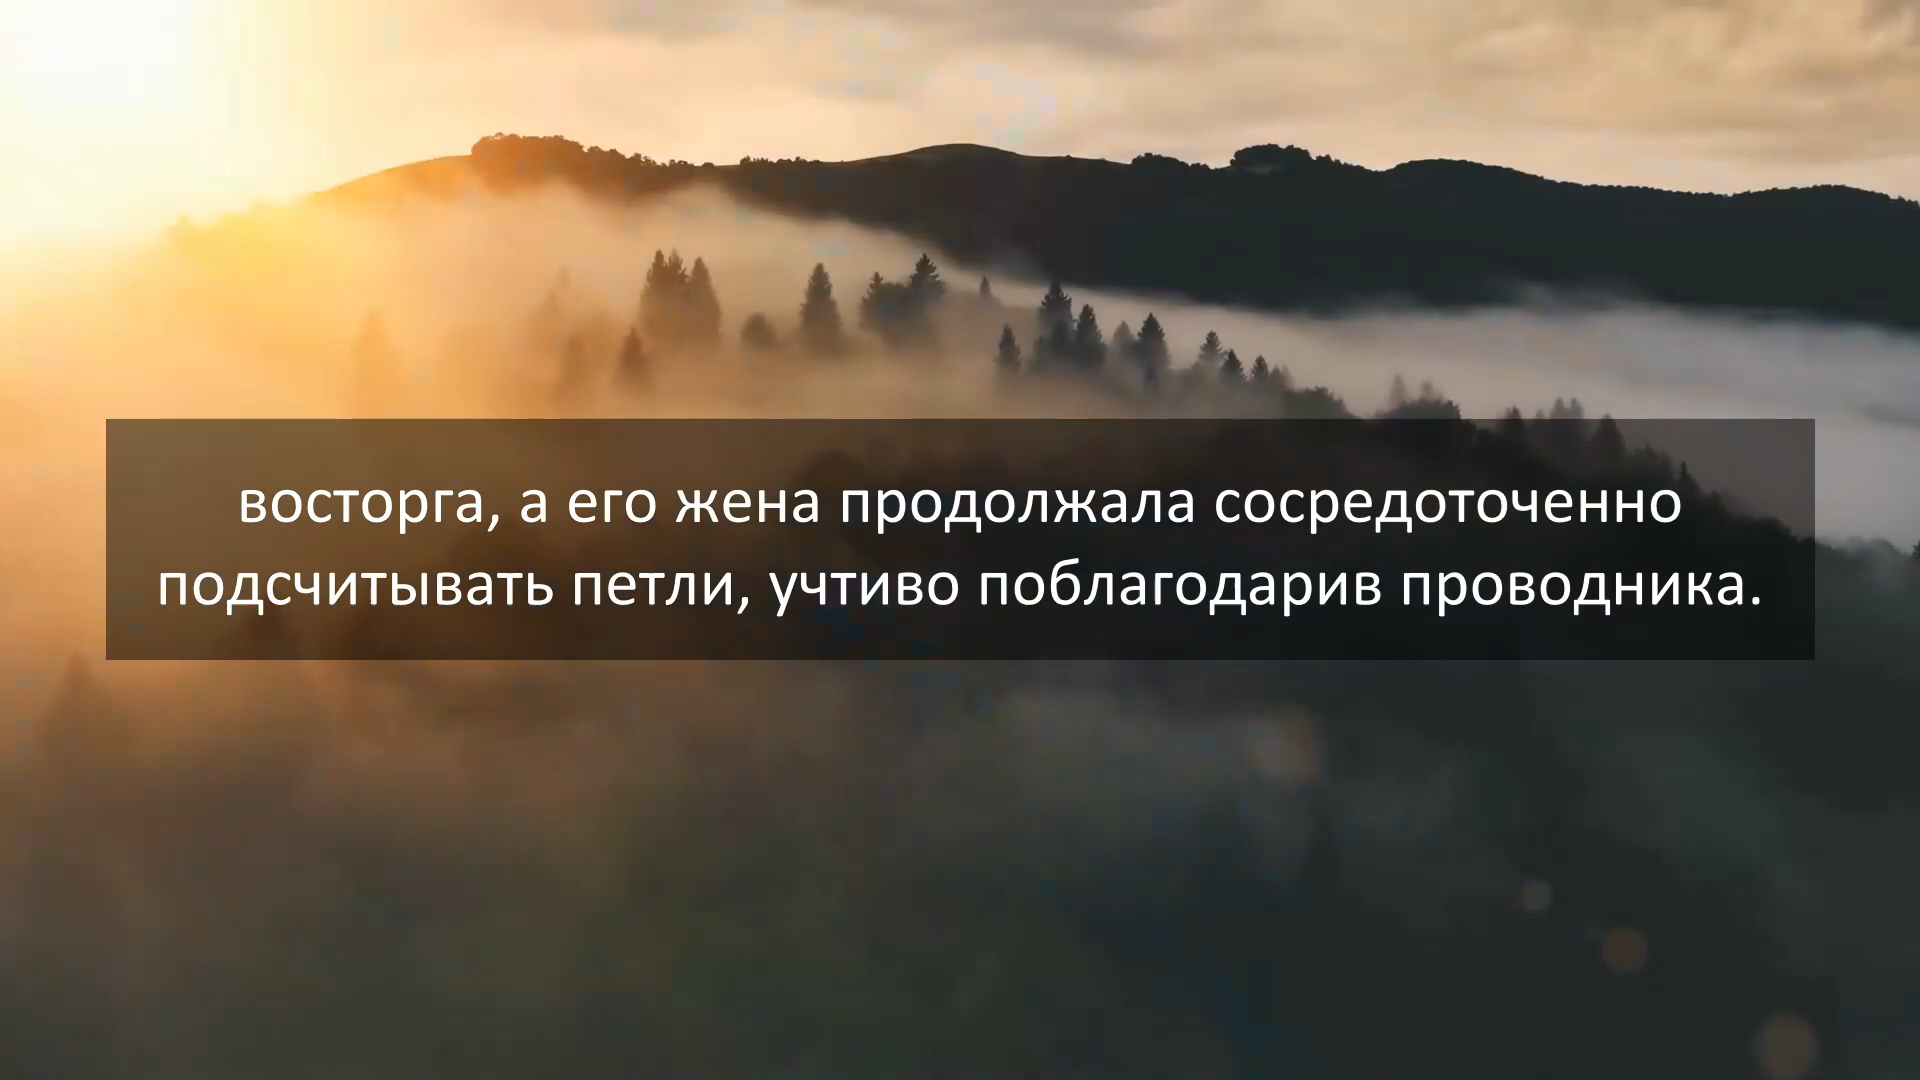 восторга, а его жена продолжала сосредоточенно
подсчитывать петли, учтиво поблагодарив проводника.